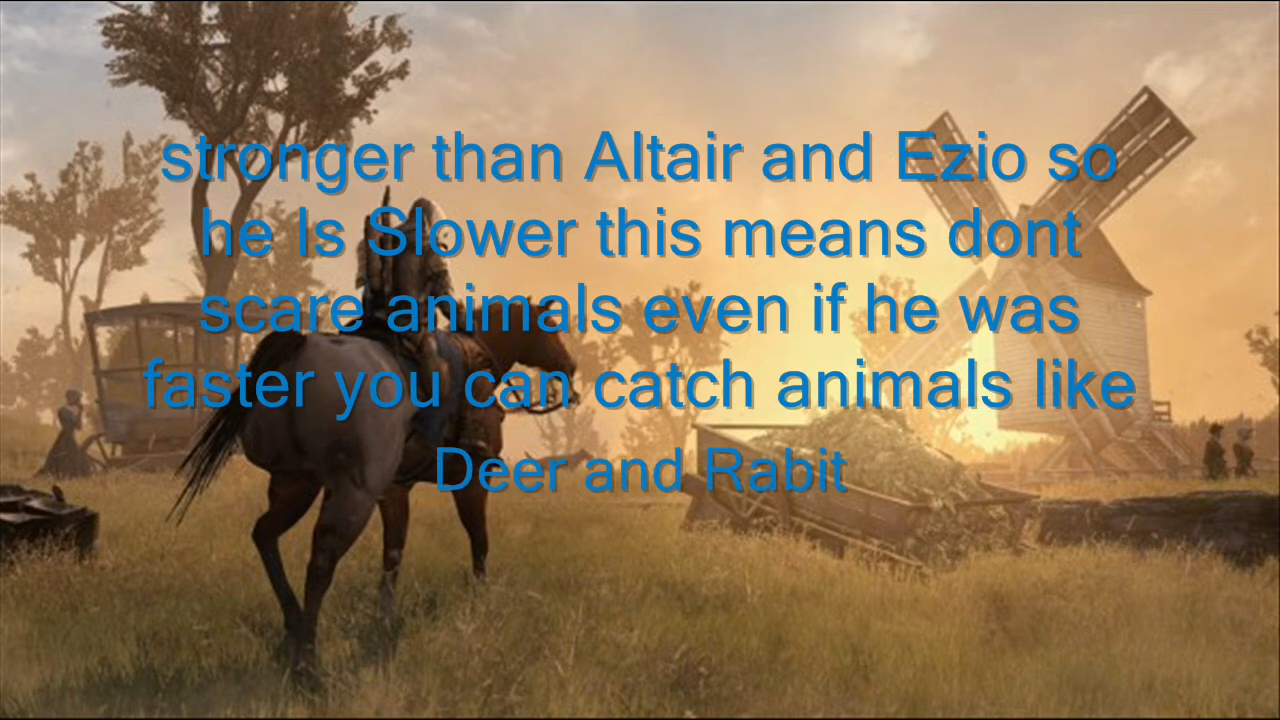 stronger than Altair and Ezio so
he Is Slower this means dont
scare animals even if he was
faster you can catch animals like
Deer and Rabit